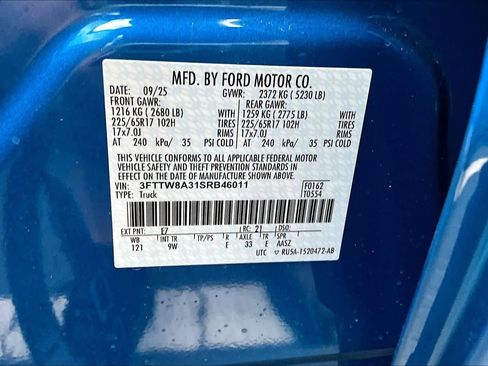 MFD. BY FORD MOTOR CO.
DATE: 09/25 GVWR: 2372 KG ( 5230 LB)
FRONT GAWR: REAR GAWR:
1216 KG ( 2680 LB) WITH 1259 KG ( 2775 LB) WITH
225/65R17 102H TIRES 225/65R17 102H TIRES
17x7.0J RIMS 17x7.0J RIMS
AT 240 kPa/ 35 PSI COLD AT 240 kPa/ 35 PSI COLD
THIS VEHICLE CONFORMS TO ALL APPLICABLE FEDERAL MOTOR
VEHICLE SAFETY AND THEFT PREVENTION STANDARDS IN
EFFECT ON THE DATE OF MANUFACTURE SHOWN ABOVE.
VIN: 3FTTW8A31SRB46011 F0162
TYPE: Truck T0554
EXT PNT: E7 RC: 21
WB INT TR TP/PS R AXLE TR SPR
121 9W E 33 E AASZ
UTC RU5A-1520472-AB